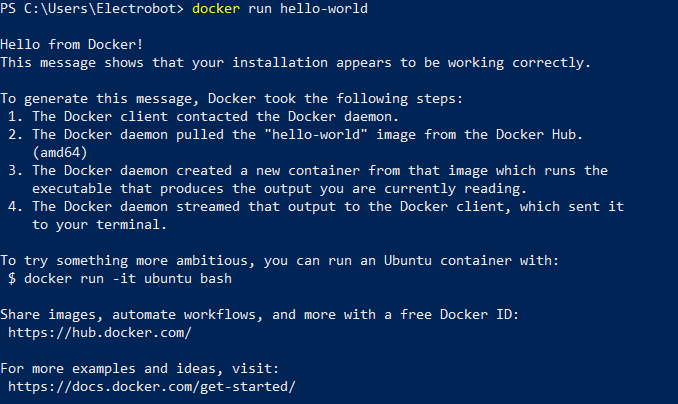 PS C:\Users\Electrobot> docker run hello-world
Hello from Docker!
This message shows that your installation appears to be working correctly.
To generate this message, Docker took the following steps:
1. The Docker client contacted the Docker daemon.
2. The Docker daemon pulled the "hello-world" image from the Docker Hub.
(amd64)
3. The Docker daemon created a new container from that image which runs the
executable that produces the output you are currently reading.
4. The Docker daemon streamed that output to the Docker client, which sent it
to your terminal.
To try something more ambitious, you can run an Ubuntu container with:
$ docker run -it ubuntu bash
Share images, automate workflows, and more with a free Docker ID:
https://hub.docker.com/
For more examples and ideas, visit:
https://docs.docker.com/get-started/